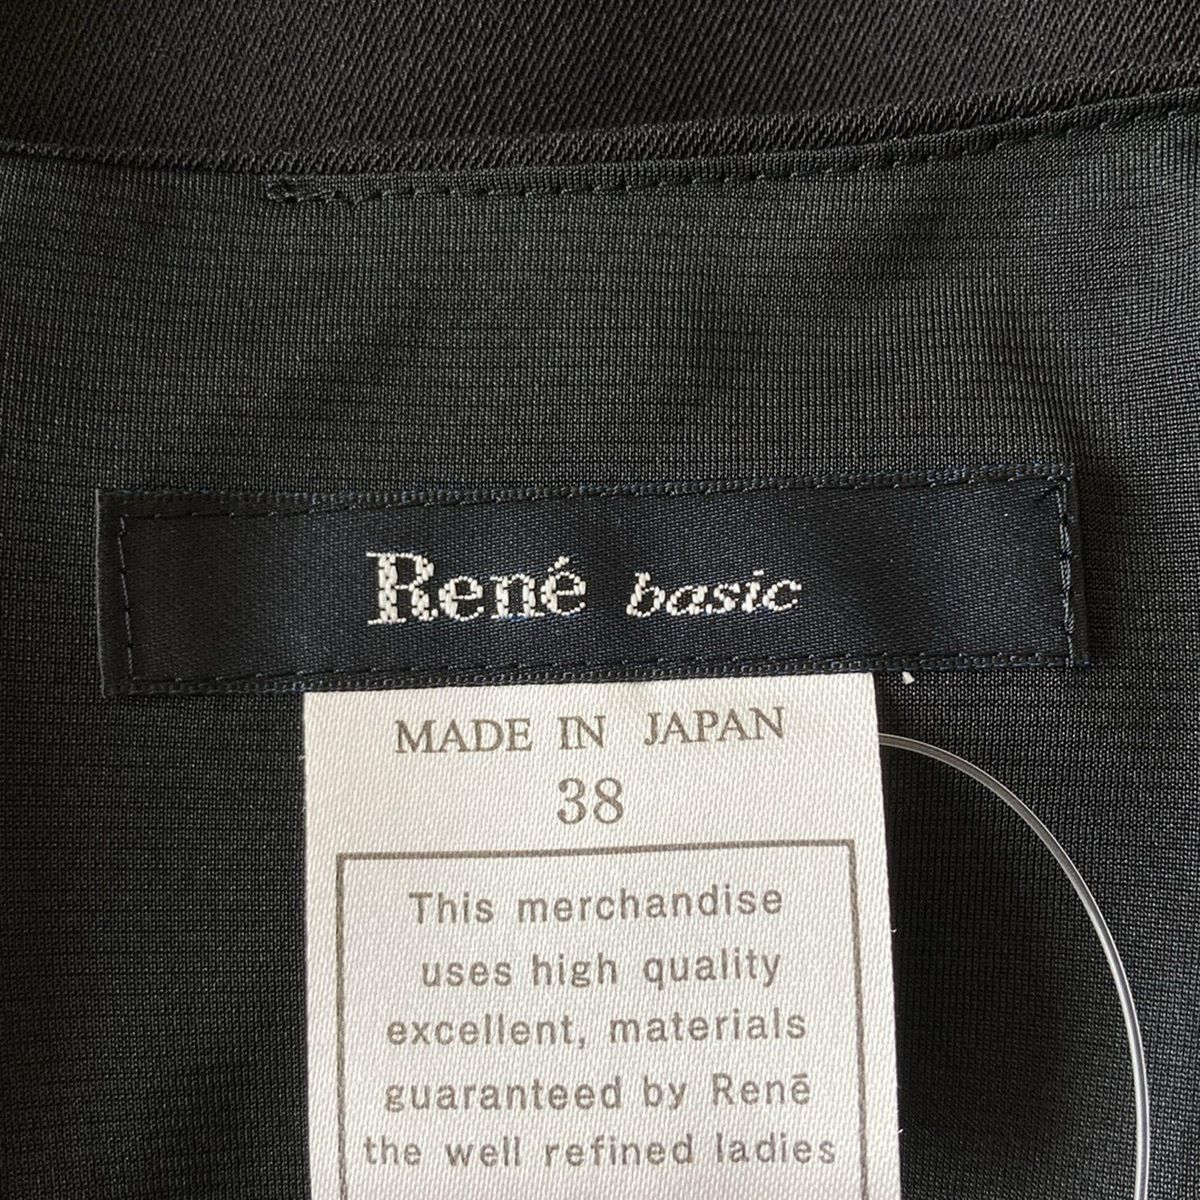 René basic
MADE IN JAPAN
38
This merchandise
uses high quality
excellent, materials
guaranteed by Renē
the well refined ladies